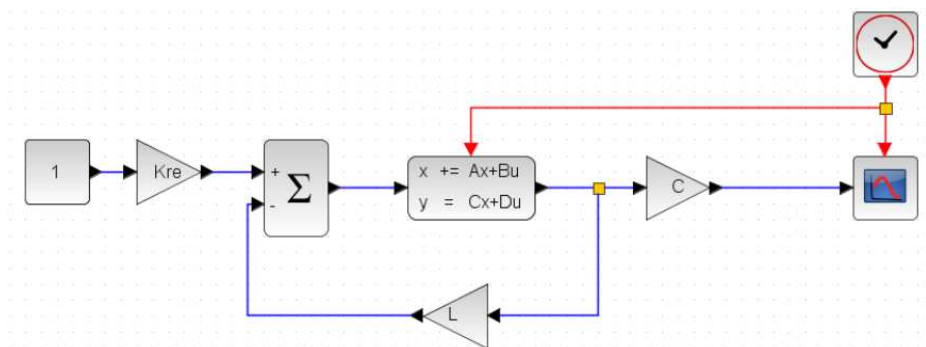 1
Kre
+
-
Σ
x += Ax+Bu
y = Cx+Du
C
L